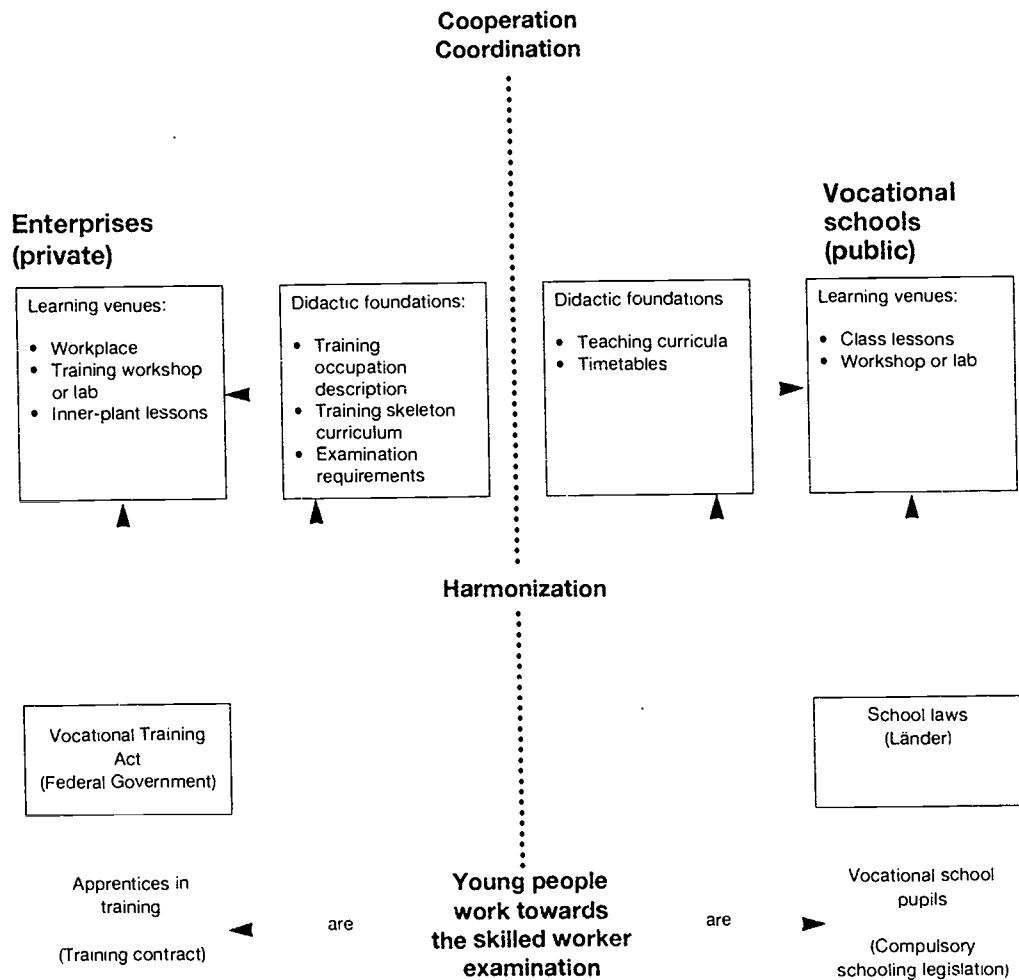 Cooperation
Coordination
Enterprises
(private)
Vocational
schools
(public)
Learning venues:
• Workplace
• Training workshop
or lab
• Inner-plant lessons
Didactic foundations:
• Training
occupation
description
• Training skeleton
curriculum
• Examination
requirements
Didactic foundations
• Teaching curricula
• Timetables
Learning venues:
• Class lessons
• Workshop or lab
Harmonization
Vocational Training
Act
(Federal Government)
School laws
(Länder)
Apprentices in
training
(Training contract)
are
Young people
work towards
the skilled worker
examination
are
Vocational school
pupils
(Compulsory
schooling legislation)